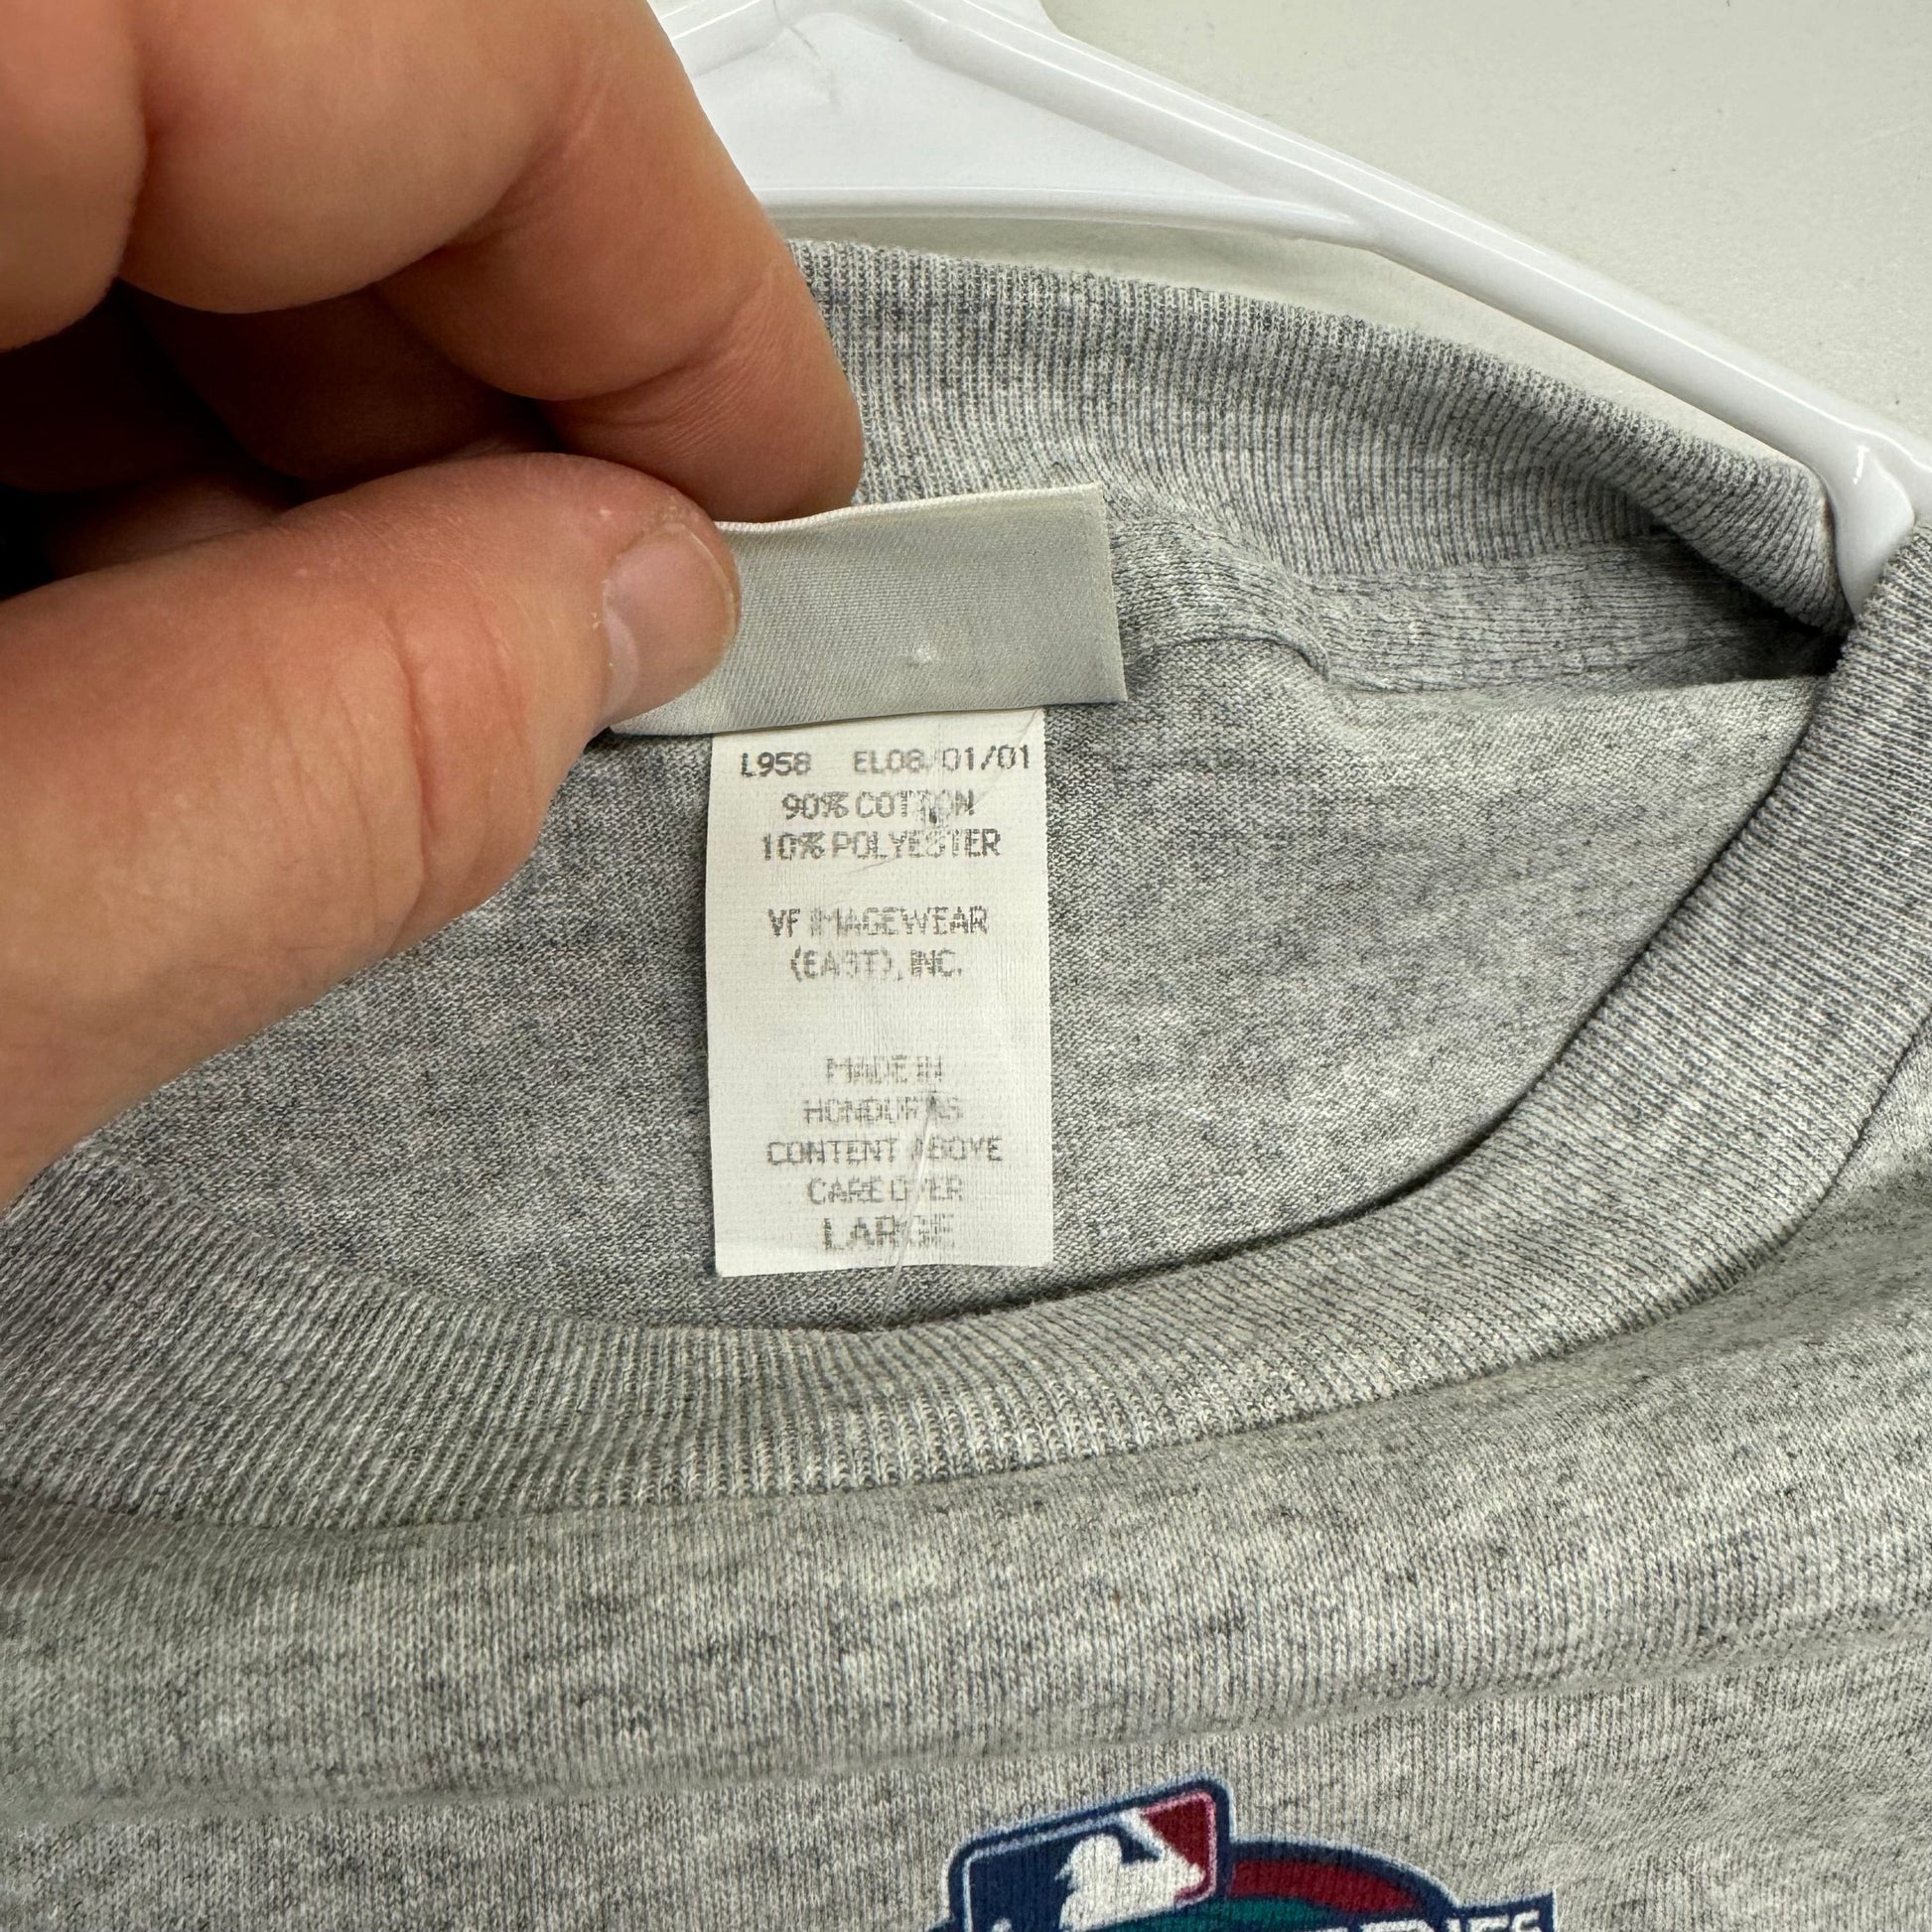 L958 EL08/01/01
90% COTTON
10% POLYESTER
VF IMAGEWEAR
(EAST), INC.
MADE IN
HONDURAS
CONTENT ABOVE
CARE OVER
LARGE